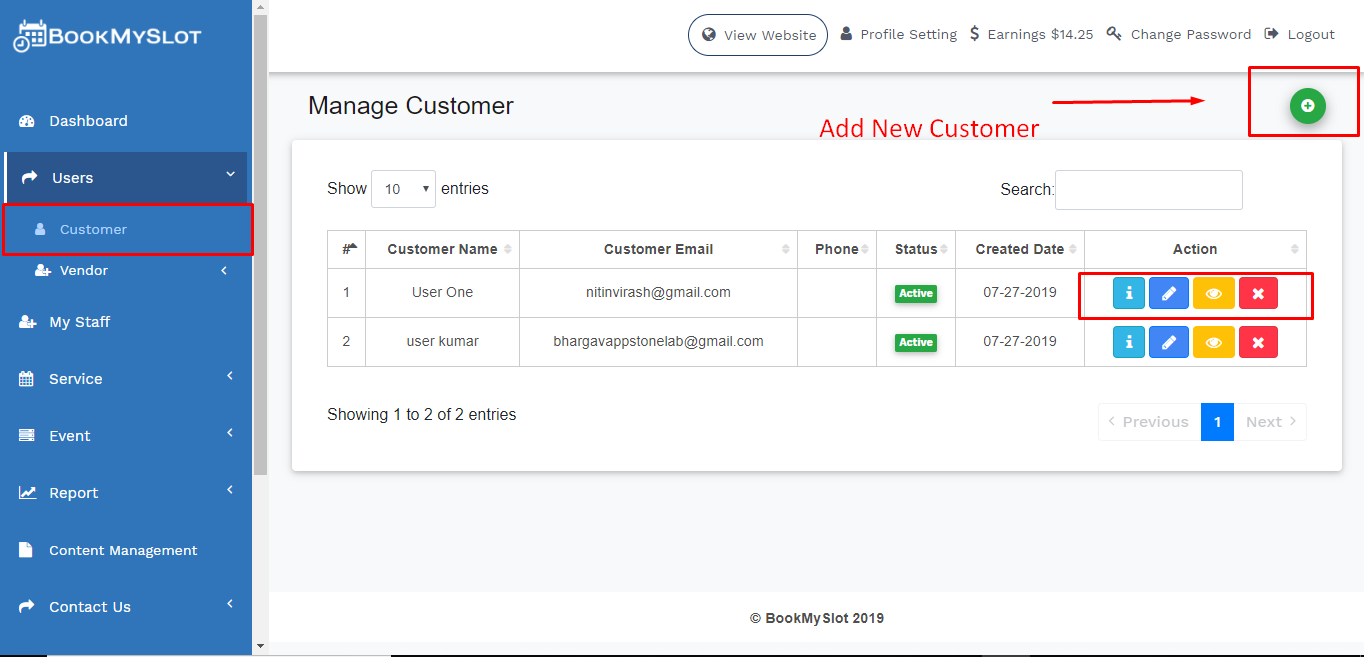 BookMySlot
View Website Profile Setting $ Earnings $14.25 Change Password Logout
Dashboard
Users
Customer
Vendor
My Staff
Service
Event
Report
Content Management
Contact Us
Manage Customer
Add New Customer
Show 10 entries
Search:
# Customer Name Customer Email Phone Status Created Date Action
1 User One nitinvirash@gmail.com Active 07-27-2019
2 user kumar bhargavappstonelab@gmail.com Active 07-27-2019
Showing 1 to 2 of 2 entries
Previous 1 Next
© BookMySlot 2019